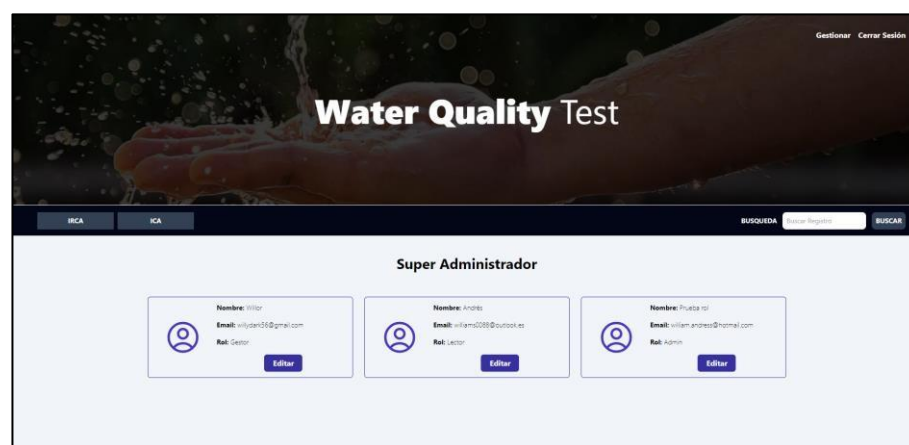 Gestionar Cerrar Sesión
Water Quality Test
IRCA ICA BUSQUEDA Buscar Registro BUSCAR
Super Administrador
Nombre: Willor
Email: willydark56@gmail.com
Rol: Gestor
Editar
Nombre: Andrés
Email: williams0088@outlook.es
Rol: Lector
Editar
Nombre: Prueba rol
Email: william.andress@hotmail.com
Rol: Admin
Editar